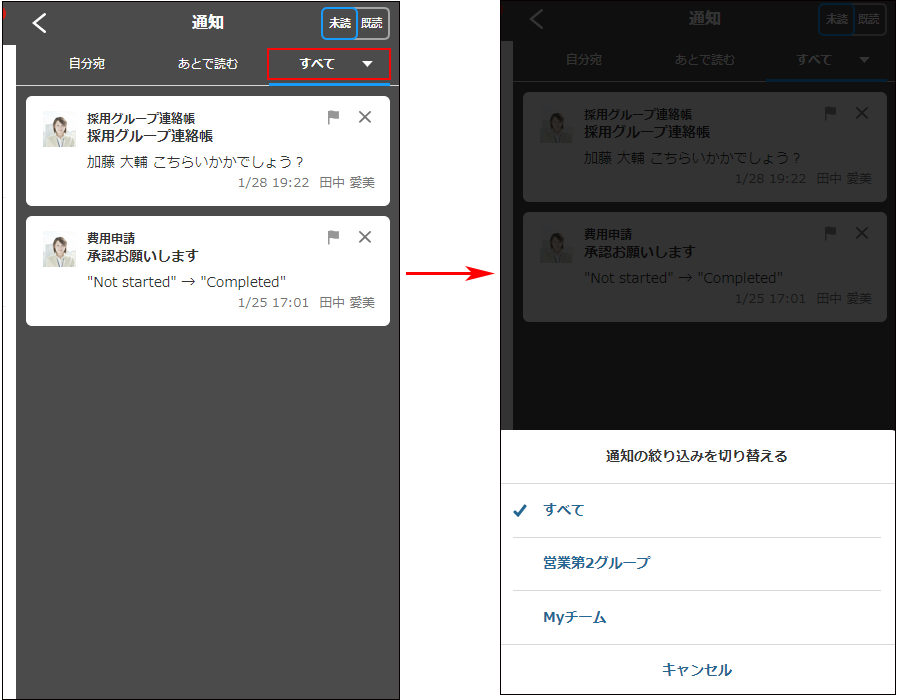 通知
未読 既読
自分宛 あとで読む すべて
採用グループ連絡帳
採用グループ連絡帳
加藤 大輔 こちらいかかでしょう？
1/28 19:22 田中 愛美
費用申請
承認お願いします
"Not started" → "Completed"
1/25 17:01 田中 愛美
通知
未読 既読
自分宛 あとで読む すべて
採用グループ連絡帳
採用グループ連絡帳
加藤 大輔 こちらいかかでしょう？
1/28 19:22 田中 愛美
費用申請
承認お願いします
"Not started" → "Completed"
1/25 17:01 田中 愛美
通知の絞り込みを切り替える
すべて
営業第2グループ
Myチーム
キャンセル